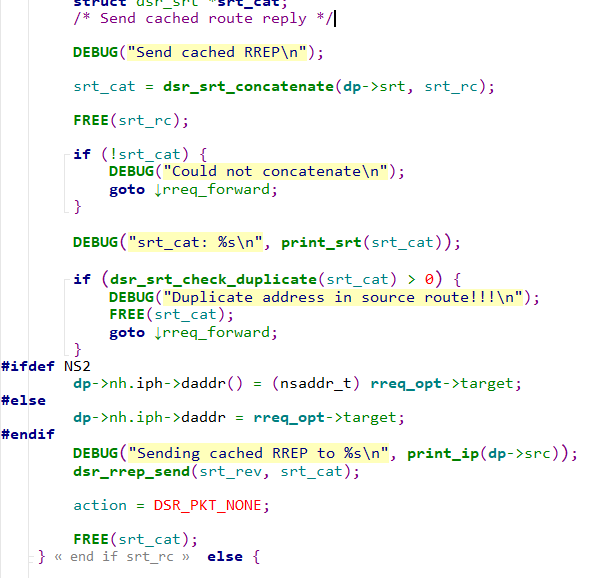 struct dsr_srt *srt_cat;
/* Send cached route reply */
DEBUG("Send cached RREP\n");
srt_cat = dsr_srt_concatenate(dp->srt, srt_rc);
FREE(srt_rc);
if (!srt_cat) {
DEBUG("Could not concatenate\n");
goto ↓rreq_forward;
}
DEBUG("srt_cat: %s\n", print_srt(srt_cat));
if (dsr_srt_check_duplicate(srt_cat) > 0) {
DEBUG("Duplicate address in source route!!!\n");
FREE(srt_cat);
goto ↓rreq_forward;
}
#ifdef NS2
dp->nh.iph->daddr() = (nsaddr_t) rreq_opt->target;
#else
dp->nh.iph->daddr = rreq_opt->target;
#endif
DEBUG("Sending cached RREP to %s\n", print_ip(dp->src));
dsr_rrep_send(srt_rev, srt_cat);
action = DSR_PKT_NONE;
FREE(srt_cat);
} « end if srt_rc » else {